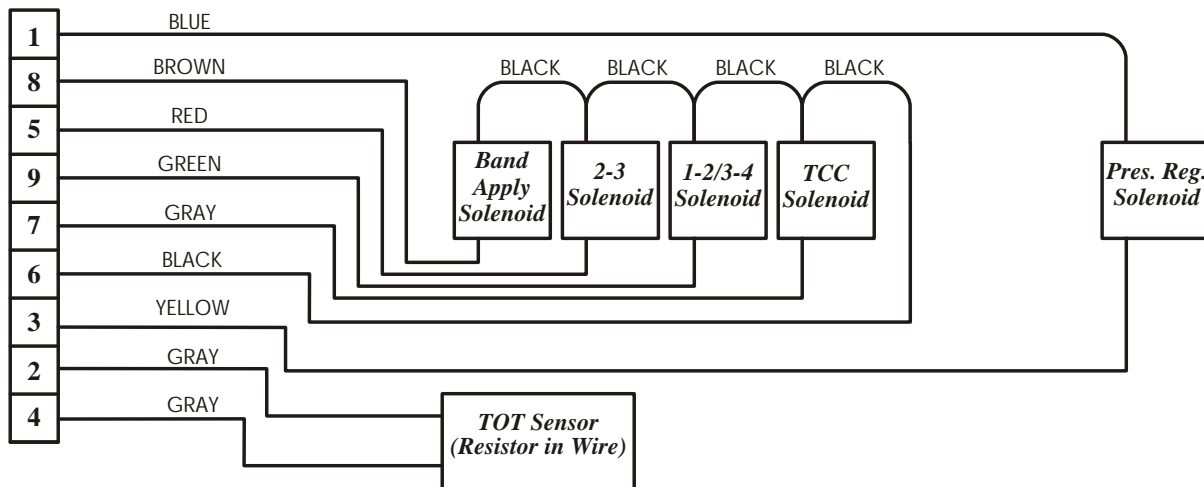 1
BLUE
8
BROWN
5
RED
9
GREEN
7
GRAY
6
BLACK
3
YELLOW
2
GRAY
4
GRAY
BLACK
BLACK
BLACK
BLACK
Band
Apply
Solenoid
2-3
Solenoid
1-2/3-4
Solenoid
TCC
Solenoid
Pres. Reg.
Solenoid
TOT Sensor
(Resistor in Wire)